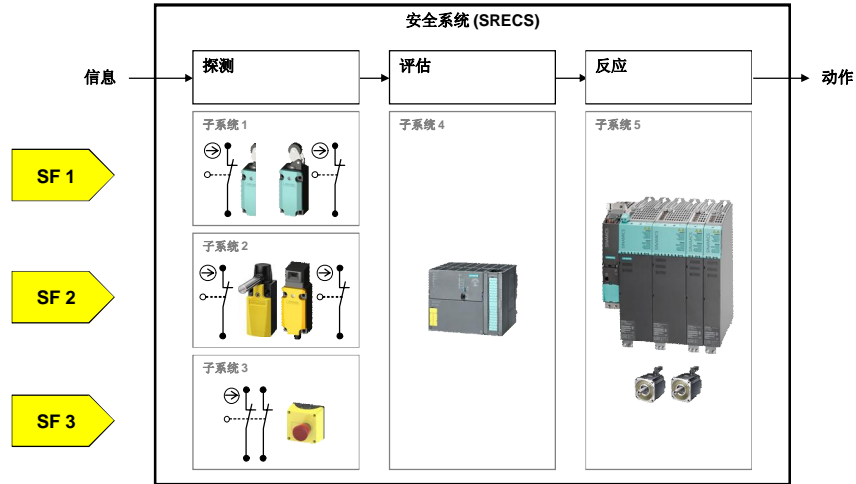 安全系统 (SRECS)
信息
探测
评估
反应
动作
子系统 1
子系统 4
子系统 5
SF 1
子系统 2
SF 2
子系统 3
SF 3